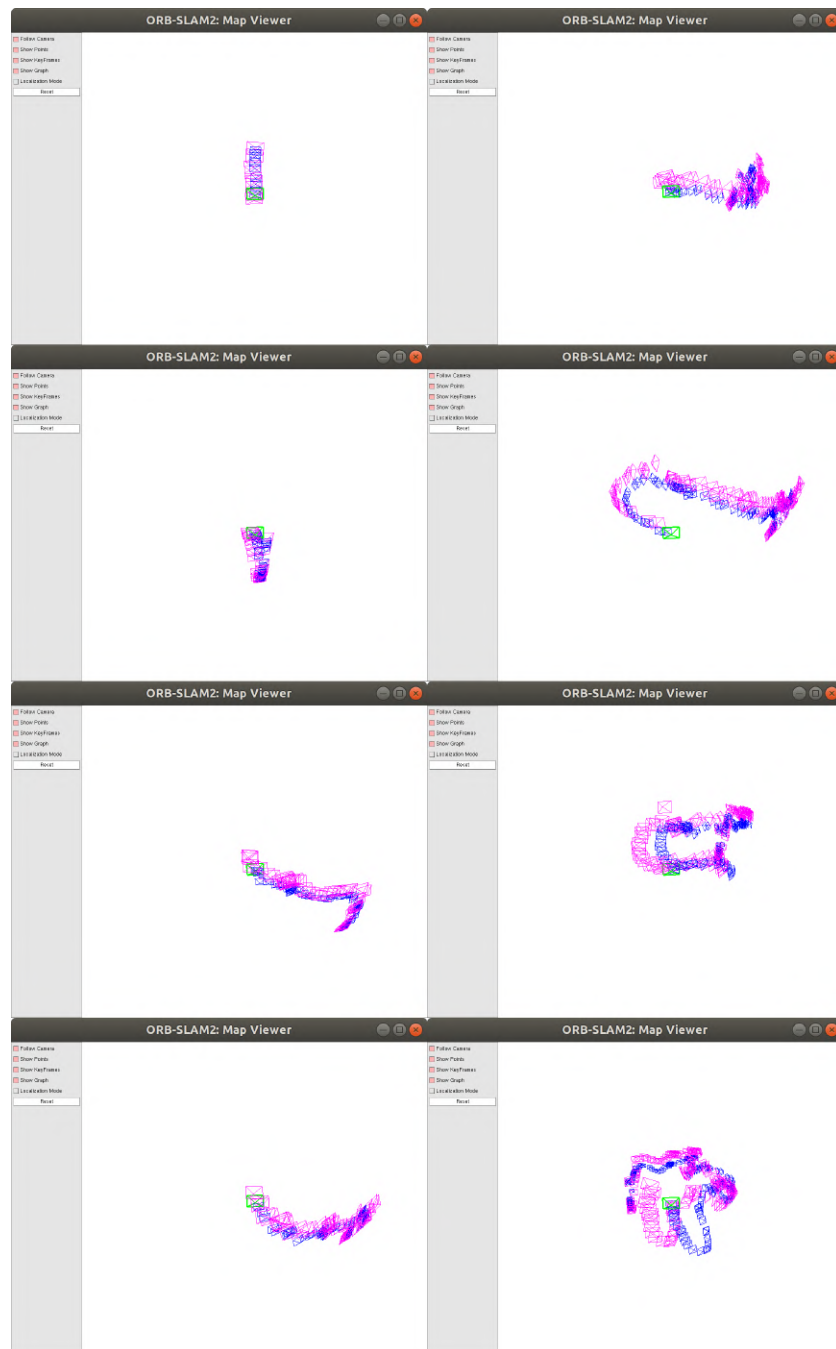 ORB-SLAM2: Map Viewer
Follow Camera
Show Points
Show KeyFrames
Show Graph
Localization Mode
Reset
ORB-SLAM2: Map Viewer
Follow Camera
Show Points
Show KeyFrames
Show Graph
Localization Mode
Reset
ORB-SLAM2: Map Viewer
Follow Camera
Show Points
Show KeyFrames
Show Graph
Localization Mode
Reset
ORB-SLAM2: Map Viewer
Follow Camera
Show Points
Show KeyFrames
Show Graph
Localization Mode
Reset
ORB-SLAM2: Map Viewer
Follow Camera
Show Points
Show KeyFrames
Show Graph
Localization Mode
Reset
ORB-SLAM2: Map Viewer
Follow Camera
Show Points
Show KeyFrames
Show Graph
Localization Mode
Reset
ORB-SLAM2: Map Viewer
Follow Camera
Show Points
Show KeyFrames
Show Graph
Localization Mode
Reset
ORB-SLAM2: Map Viewer
Follow Camera
Show Points
Show KeyFrames
Show Graph
Localization Mode
Reset